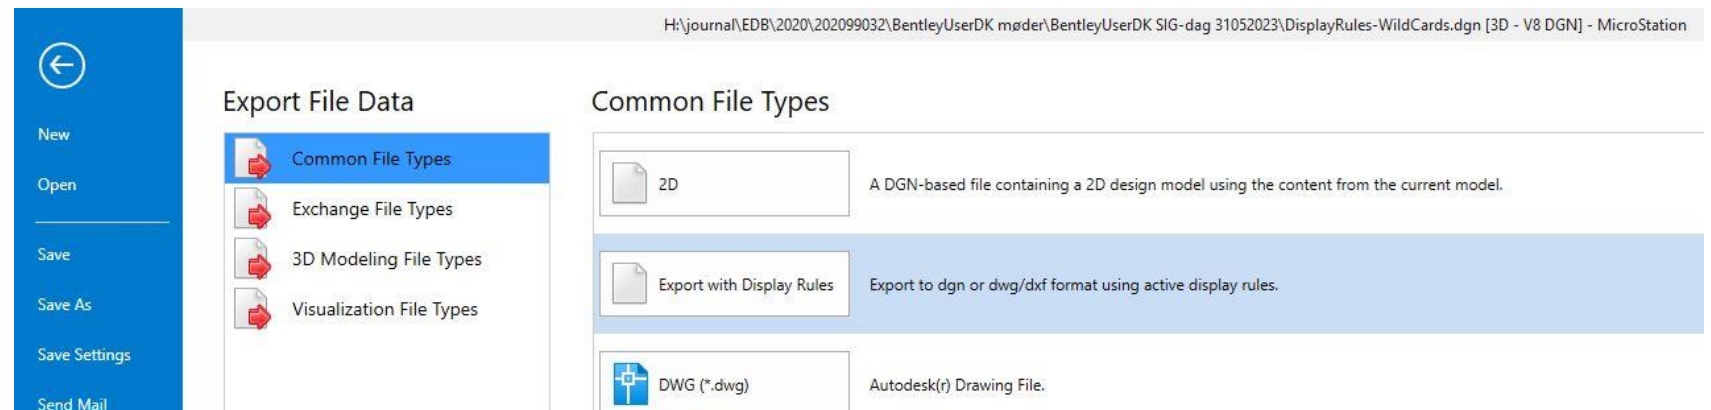 H:\journal\EDB\2020\202099032\BentleyUserDK møder\BentleyUserDK SIG-dag 31052023\DisplayRules-WildCards.dgn [3D - V8 DGN] - MicroStation
New
Open
Save
Save As
Save Settings
Send Mail
Export File Data
Common File Types
Exchange File Types
3D Modeling File Types
Visualization File Types
Common File Types
2D
A DGN-based file containing a 2D design model using the content from the current model.
Export with Display Rules
Export to dgn or dwg/dxf format using active display rules.
DWG (*.dwg)
Autodesk(r) Drawing File.